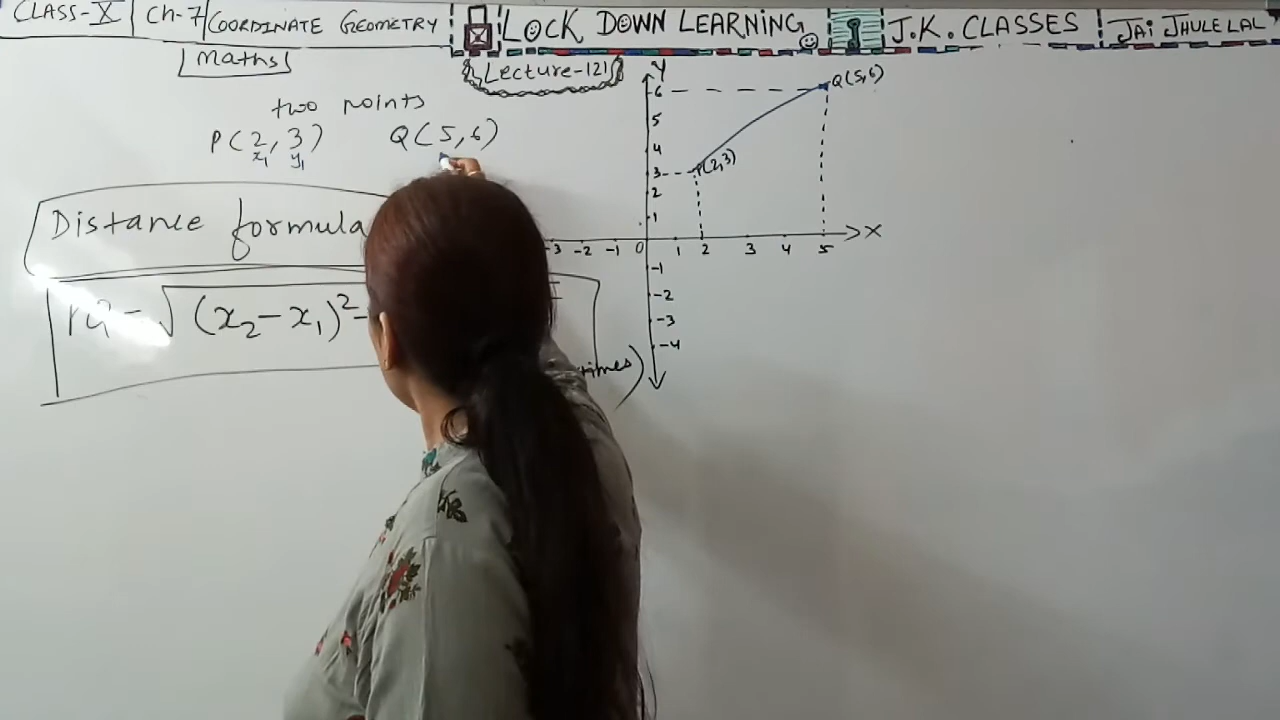 CLASS-X Ch-7 COORDINATE GEOMETRY LOCK DOWN LEARNING J.K. CLASSES JAI JHULELAL
Maths
Lecture-121
two points
P(2, 3) Q(5, 6)
x₁ y₁
Distance formula
PQ = √(x₂ - x₁)²
Y
6 Q(5, 6)
5
4
3 P(2,3)
2
1
-3 -2 -1 0 1 2 3 4 5 X
-1
-2
-3
-4